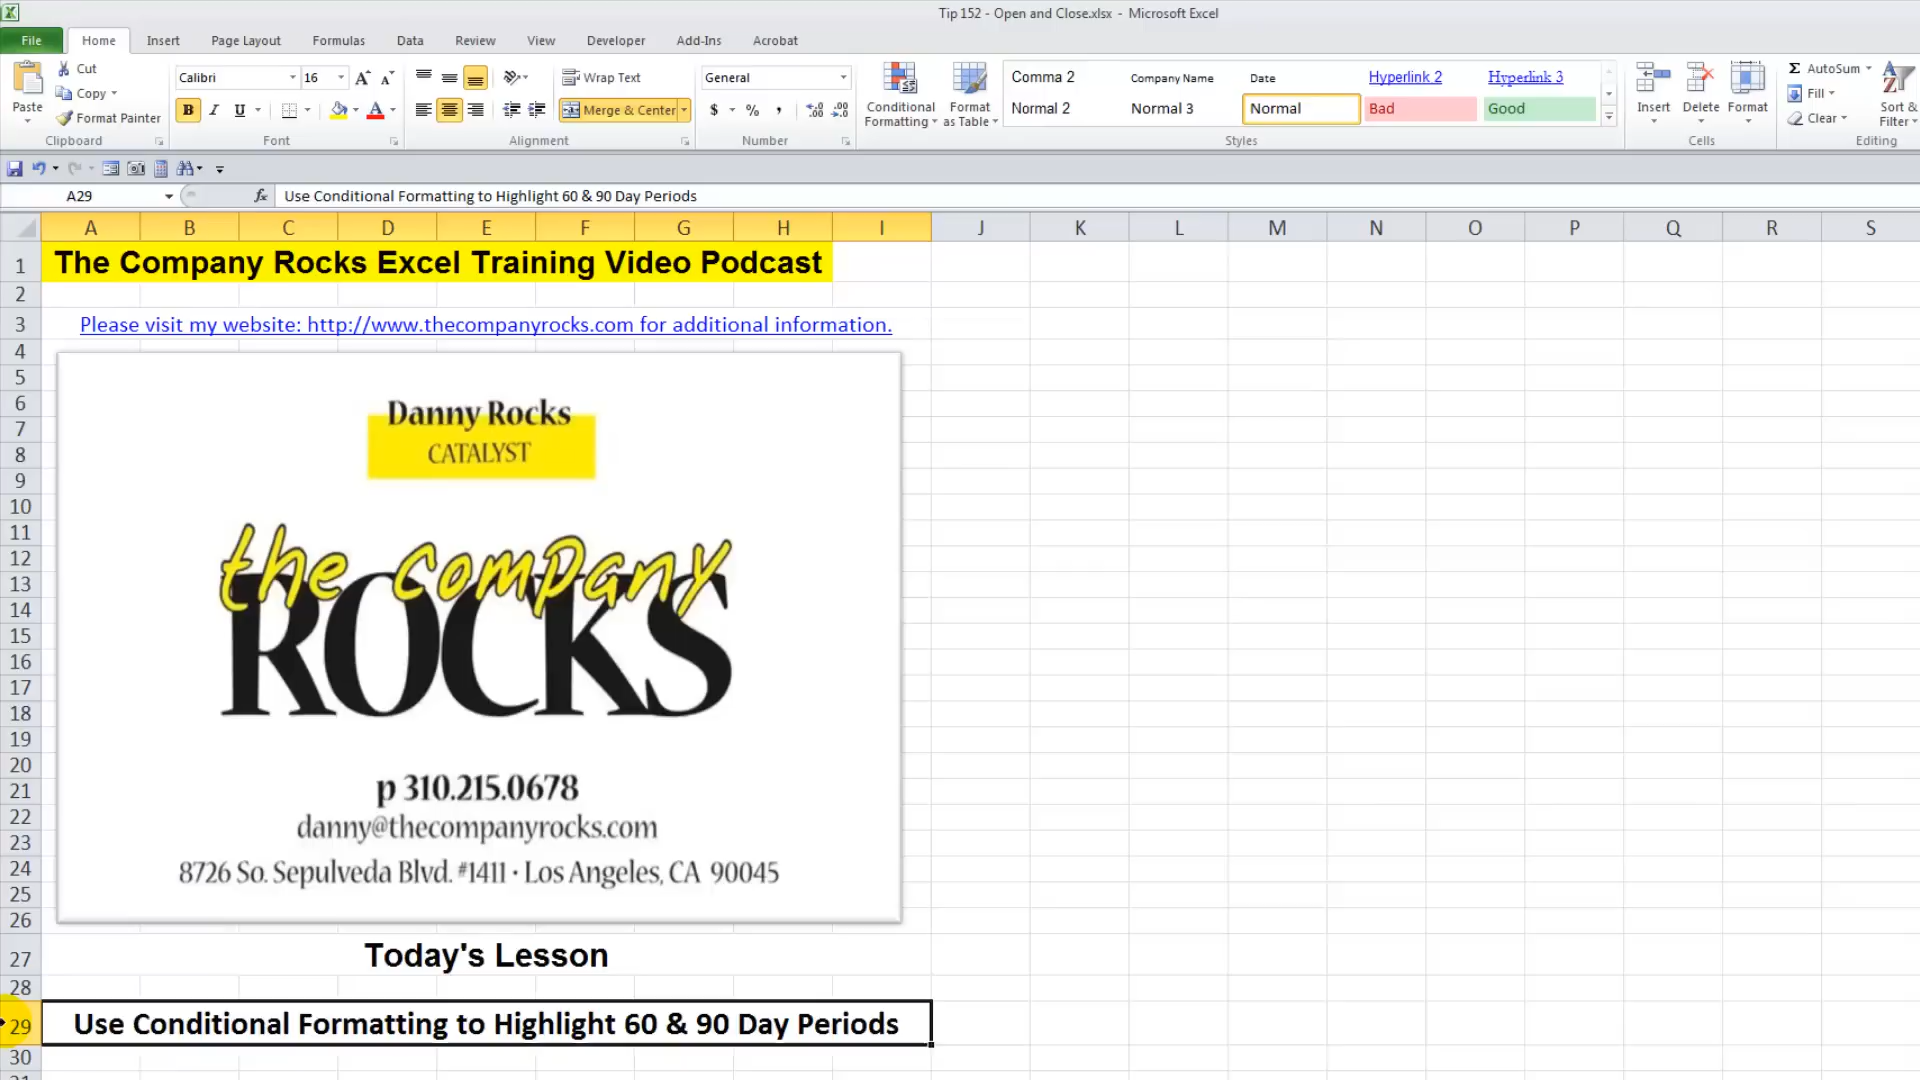 Tip 152 - Open and Close.xlsx - Microsoft Excel
File Home Insert Page Layout Formulas Data Review View Developer Add-Ins Acrobat
Paste
Cut
Copy
Format Painter
Clipboard
Calibri 16
B I U
Font
Wrap Text
Merge & Center
Alignment
General
$ % ,
Number
Conditional Formatting
Format as Table
Comma 2 Company Name Date Hyperlink 2 Hyperlink 3
Normal 2 Normal 3 Normal Bad Good
Styles
Insert Delete Format
Cells
Σ AutoSum
Fill
Clear
Sort & Filter
Editing
A29 fx Use Conditional Formatting to Highlight 60 & 90 Day Periods
A B C D E F G H I J K L M N O P Q R S
1 The Company Rocks Excel Training Video Podcast
2
3 Please visit my website: http://www.thecompanyrocks.com for additional information.
4
5
6
7
8
9
10
11
12
13
14
15
16
17
18
19
20
21
22
23
24
25
26
Danny Rocks
CATALYST
the company
ROCKS
p 310.215.0678
danny@thecompanyrocks.com
8726 So. Sepulveda Blvd. #1411 · Los Angeles, CA 90045
27 Today's Lesson
28
29 Use Conditional Formatting to Highlight 60 & 90 Day Periods
30